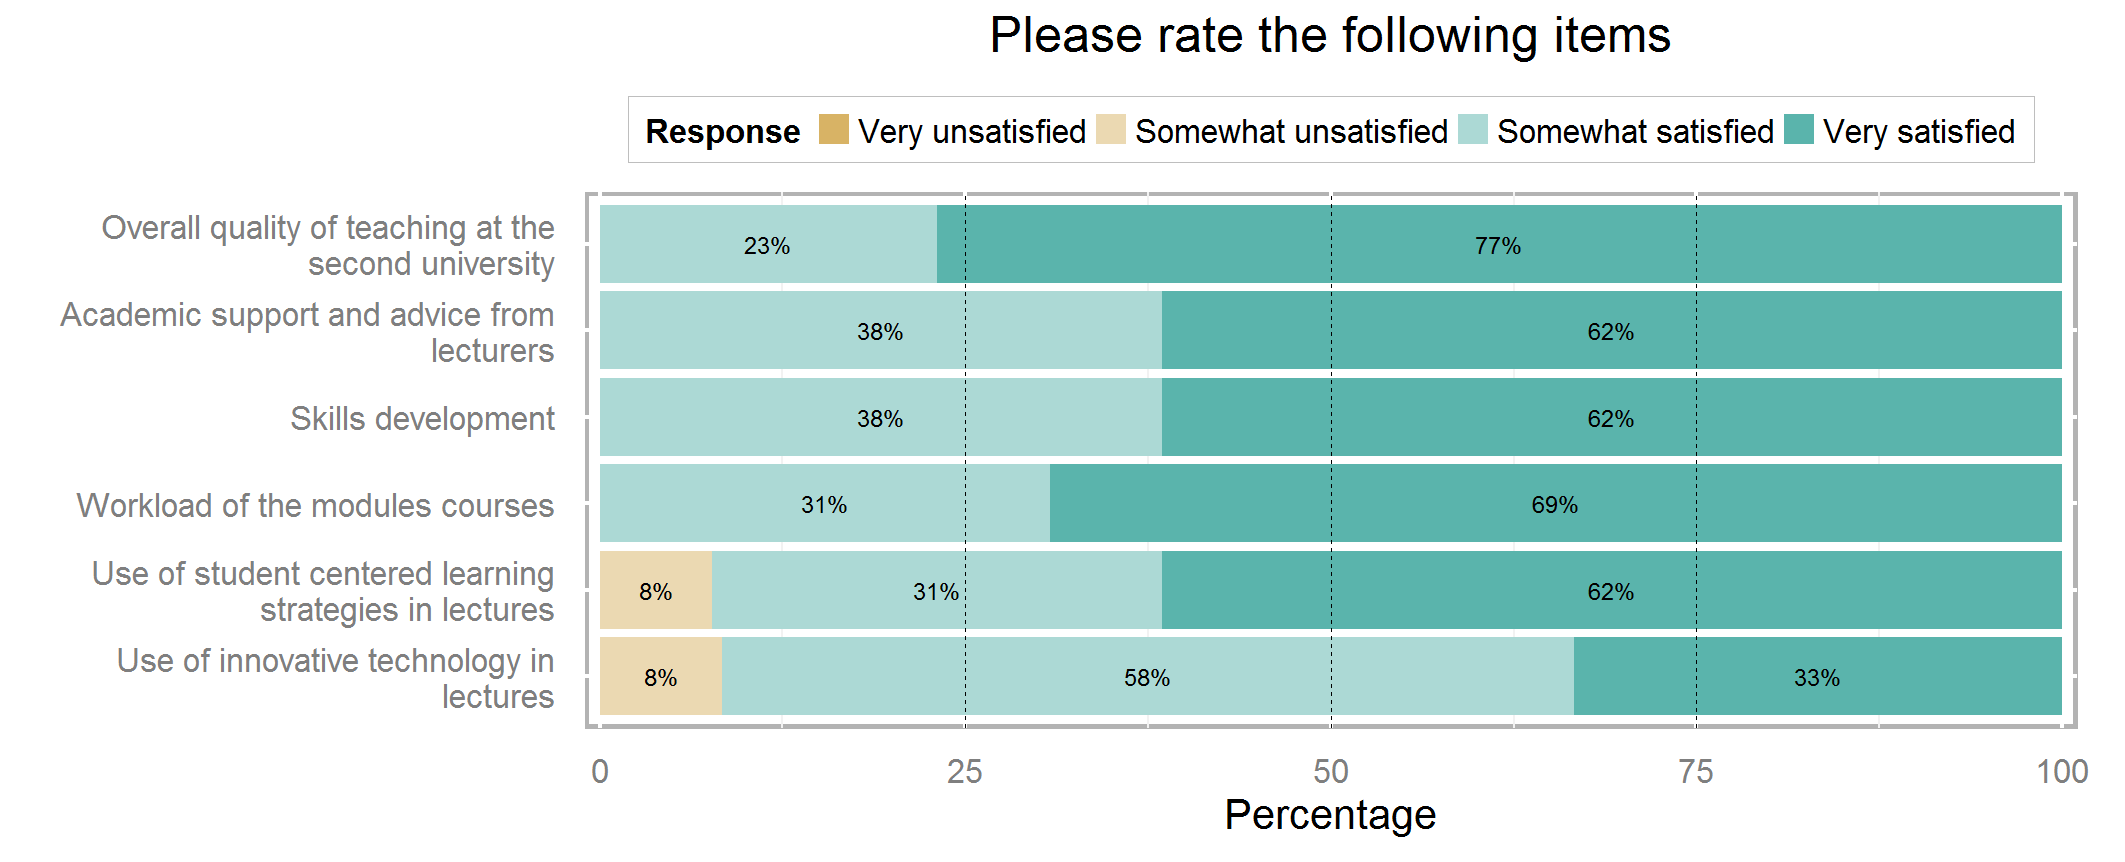 Please rate the following items
Response Very unsatisfied Somewhat unsatisfied Somewhat satisfied Very satisfied
Overall quality of teaching at the
second university
23% 77%
Academic support and advice from
lecturers
38% 62%
Skills development
38% 62%
Workload of the modules courses
31% 69%
Use of student centered learning
strategies in lectures
8% 31% 62%
Use of innovative technology in
lectures
8% 58% 33%
0 25 50 75 100
Percentage